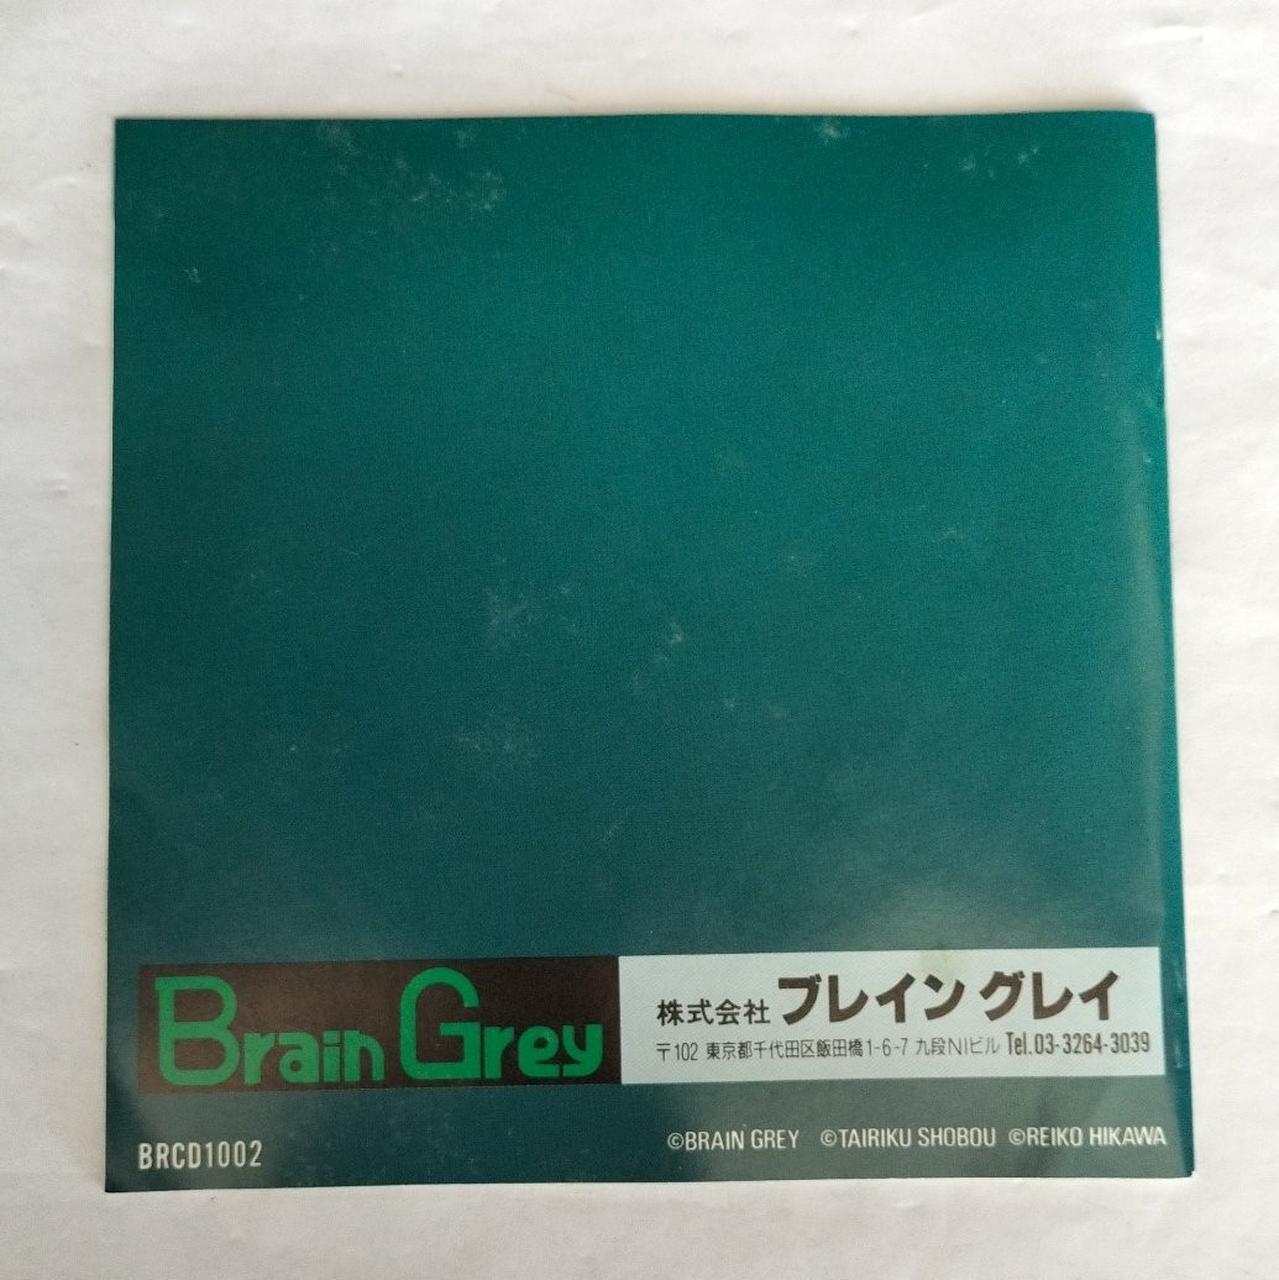 Brain Grey
株式会社 ブレイン グレイ
〒102 東京都千代田区飯田橋1-6-7 九段NIビル Tel.03-3264-3039
BRCD1002
©BRAIN GREY ©TAIRIKU SHOBOU ©REIKO HIKAWA